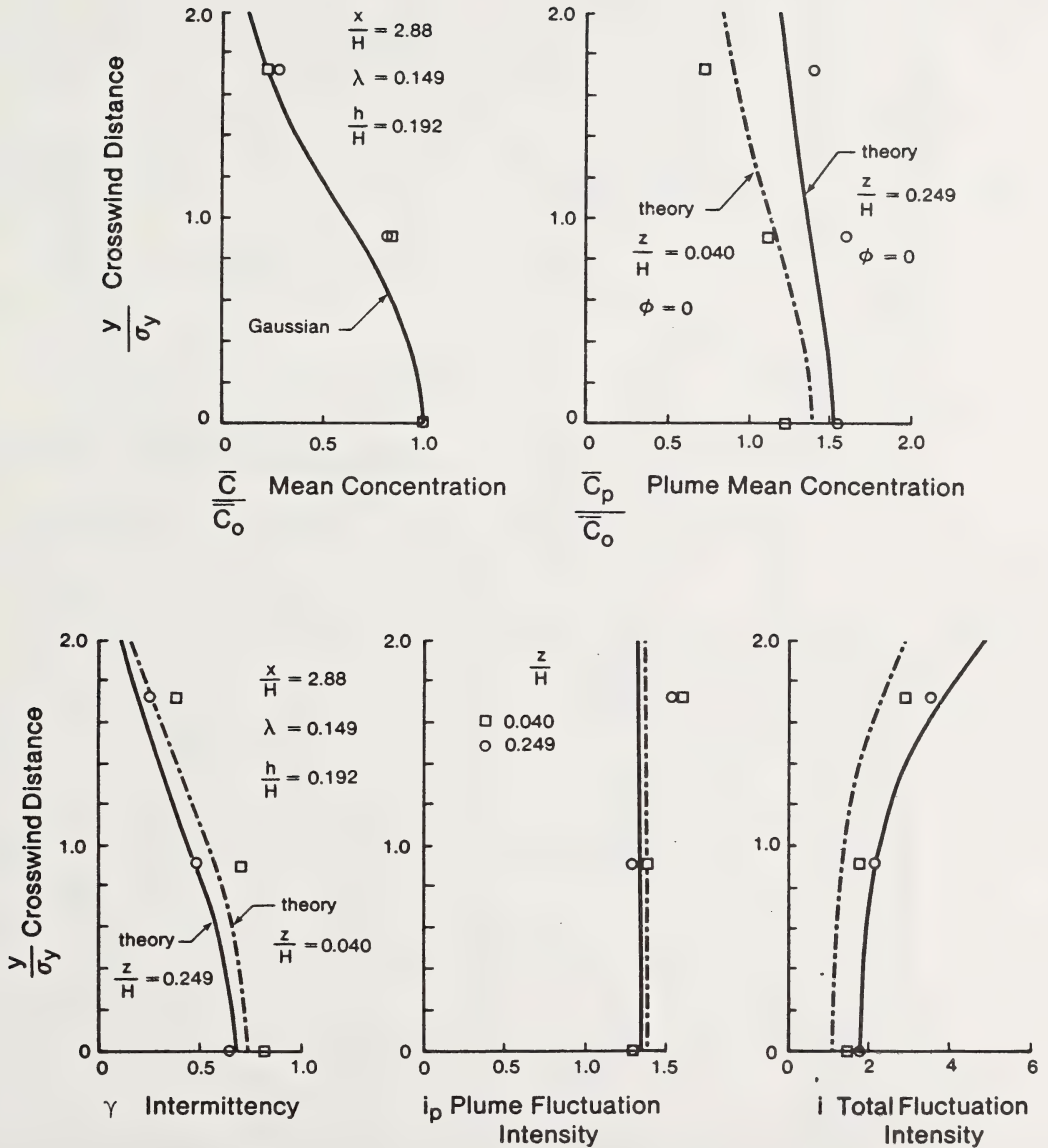 2.0
1.0
0
y/σy Crosswind Distance
x/H = 2.88
λ = 0.149
h/H = 0.192
Gaussian
0 0.5 1.0
C̅/C̅o Mean Concentration
2.0
1.0
0
theory
z/H = 0.249
φ = 0
theory
z/H = 0.040
φ = 0
0 1.0 1.5 2.0
C̅p/C̅o Plume Mean Concentration
2.0
1.0
0
y/σy Crosswind Distance
x/H = 2.88
λ = 0.149
h/H = 0.192
theory
z/H = 0.040
theory
z/H = 0.249
0 0.5 1.0
γ Intermittency
2.0
1.0
0
z/H
□ 0.040
○ 0.249
0 0.5 1.0 1.5
ip Plume Fluctuation
Intensity
2.0
1.0
0
0 2 4 6
i Total Fluctuation
Intensity